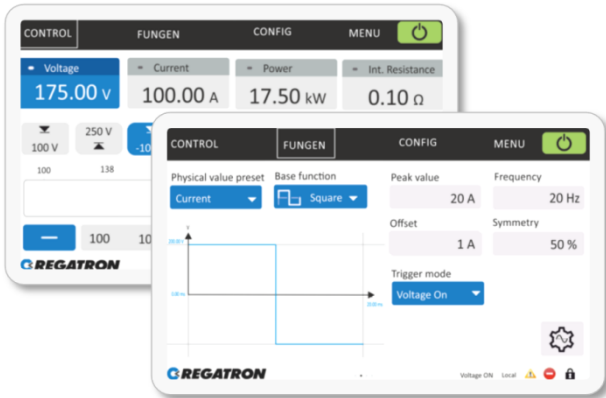 CONTROL FUNGEN CONFIG MENU
Voltage Current Power Int. Resistance
175.00 V 100.00 A 17.50 kW 0.10 Ω
100 V 250 V
100 138
100
REGATRON
CONTROL FUNGEN CONFIG MENU
Physical value preset Base function Peak value Frequency
Current Square 20 A 20 Hz
Offset Symmetry
1 A 50 %
Trigger mode
Voltage On
REGATRON
Voltage ON Local